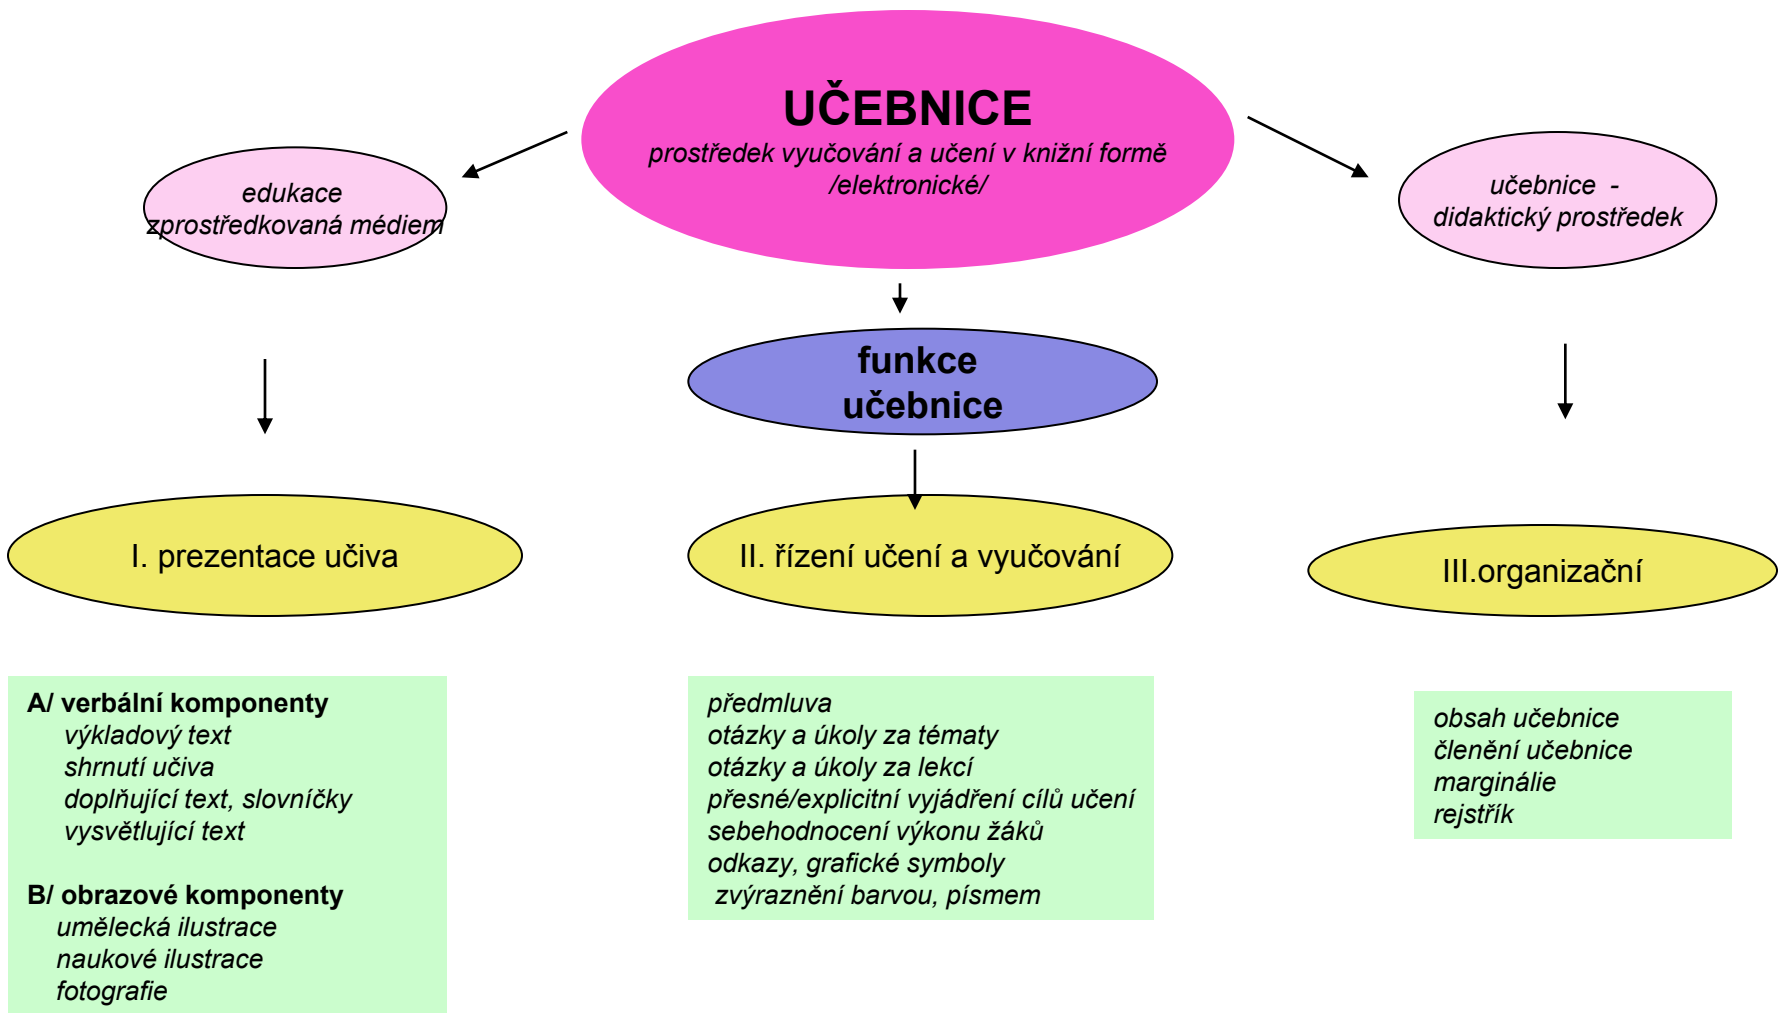 UČEBNICE
prostředek vyučování a učení v knižní formě
/elektronické/
edukace
zprostředkovaná médiem
učebnice -
didaktický prostředek
funkce
učebnice
I. prezentace učiva
II. řízení učení a vyučování
III.organizační
A/ verbální komponenty
výkladový text
shrnutí učiva
doplňující text, slovníčky
vysvětlující text
B/ obrazové komponenty
umělecká ilustrace
naukové ilustrace
fotografie
předmluva
otázky a úkoly za tématy
otázky a úkoly za lekcí
přesné/explicitní vyjádření cílů učení
sebehodnocení výkonu žáků
odkazy, grafické symboly
zvýraznění barvou, písmem
obsah učebnice
členění učebnice
marginálie
rejstřík